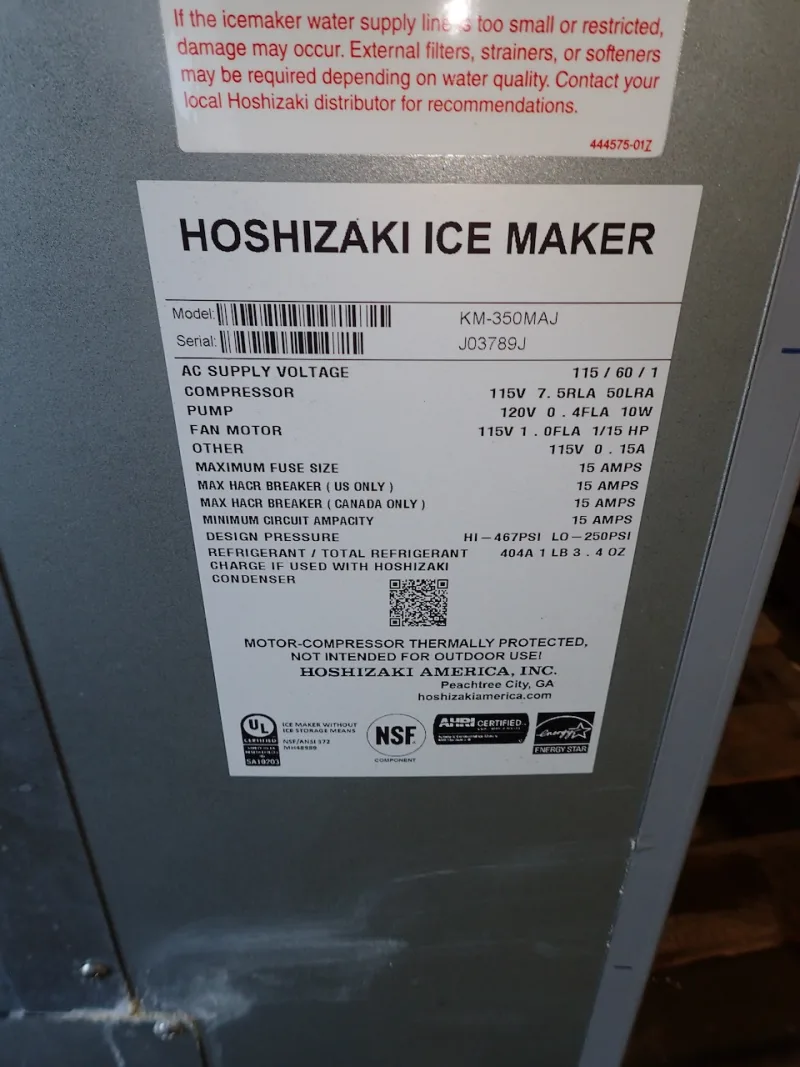 If the icemaker water supply line is too small or restricted,
damage may occur. External filters, strainers, or softeners
may be required depending on water quality. Contact your
local Hoshizaki distributor for recommendations.
444575-01Z
HOSHIZAKI ICE MAKER
Model: KM-350MAJ
Serial: J03789J
AC SUPPLY VOLTAGE 115 / 60 / 1
COMPRESSOR 115V 7.5RLA 50LRA
PUMP 120V 0.4FLA 10W
FAN MOTOR 115V 1.0FLA 1/15 HP
OTHER 115V 0.15A
MAXIMUM FUSE SIZE 15 AMPS
MAX HACR BREAKER ( US ONLY ) 15 AMPS
MAX HACR BREAKER ( CANADA ONLY ) 15 AMPS
MINIMUM CIRCUIT AMPACITY 15 AMPS
DESIGN PRESSURE HI-467PSI LO-250PSI
REFRIGERANT / TOTAL REFRIGERANT 404A 1 LB 3.4 OZ
CHARGE IF USED WITH HOSHIZAKI
CONDENSER
MOTOR-COMPRESSOR THERMALLY PROTECTED,
NOT INTENDED FOR OUTDOOR USE!
HOSHIZAKI AMERICA, INC.
Peachtree City, GA
hoshizakiamerica.com
UL
CERTIFIED
SA10703
ICE MAKER WITHOUT
ICE STORAGE MEANS
NSF/ANSI 372
NSF
COMPONENT
AHRI CERTIFIED
energy
ENERGY STAR